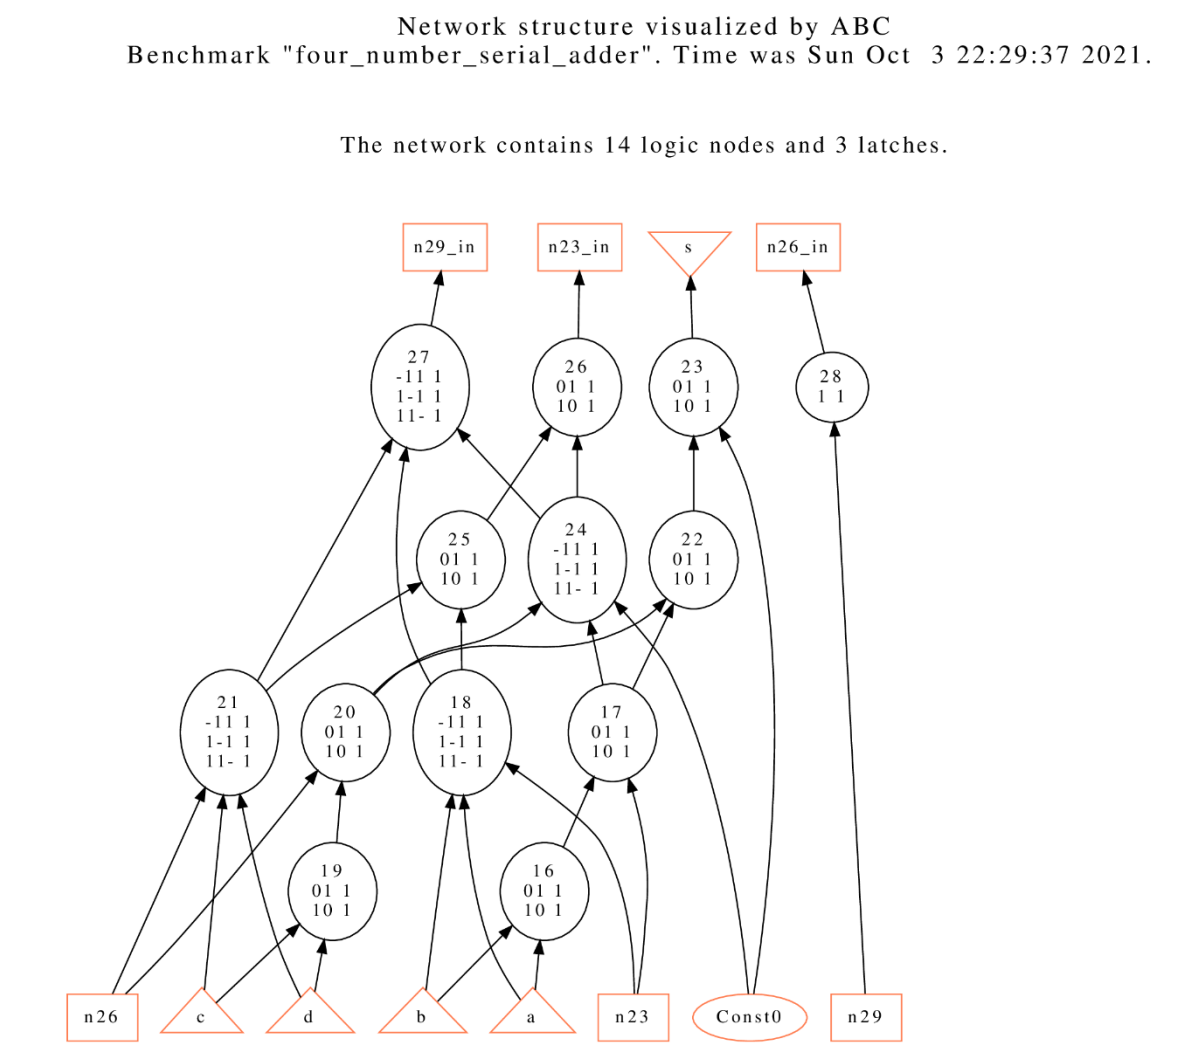 Network structure visualized by ABC
Benchmark "four_number_serial_adder". Time was Sun Oct  3 22:29:37 2021.
The network contains 14 logic nodes and 3 latches.
n29_in
n23_in
s
n26_in
27
-11 1
1-1 1
11- 1
26
01 1
10 1
23
01 1
10 1
28
1 1
25
01 1
10 1
24
-11 1
1-1 1
11- 1
22
01 1
10 1
21
-11 1
1-1 1
11- 1
20
01 1
10 1
18
-11 1
1-1 1
11- 1
17
01 1
10 1
19
01 1
10 1
16
01 1
10 1
n26
c
d
b
a
n23
Const0
n29